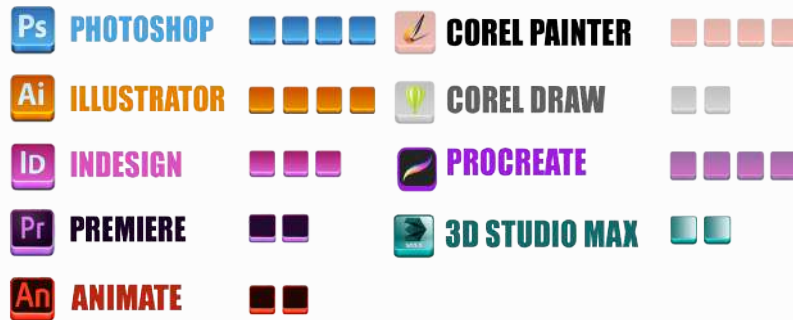 Ps PHOTOSHOP
Ai ILLUSTRATOR
ID INDESIGN
Pr PREMIERE
An ANIMATE
COREL PAINTER
COREL DRAW
PROCREATE
3D STUDIO MAX